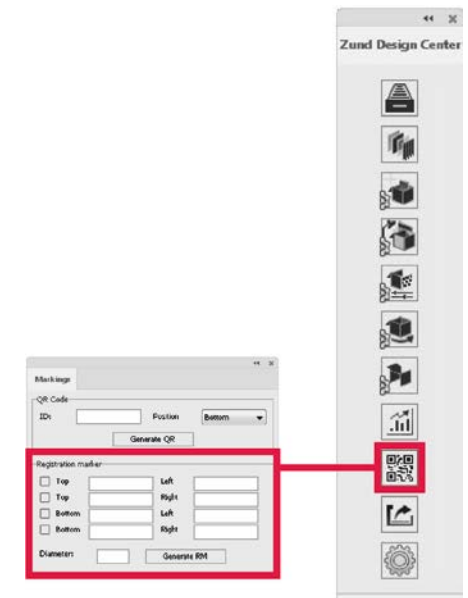 Zund Design Center
Markings
QR Code
ID: Position Bottom
Generate QR
Registration marker
Top Left
Top Right
Bottom Left
Bottom Right
Diameter: Generate RM